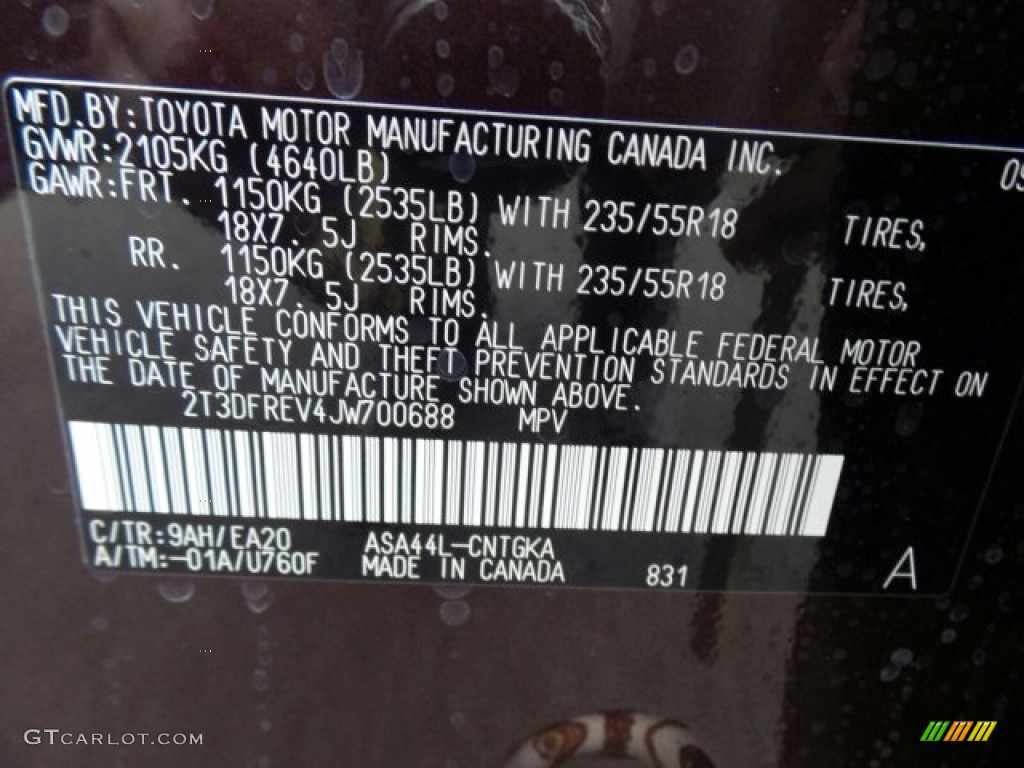 MFD.BY:TOYOTA MOTOR MANUFACTURING CANADA INC.
GVWR:2105KG (4640LB)
GAWR:FRT. 1150KG (2535LB) WITH 235/55R18 TIRES,
18X7. 5J RIMS.
RR. 1150KG (2535LB) WITH 235/55R18 TIRES,
18X7. 5J RIMS.
THIS VEHICLE CONFORMS TO ALL APPLICABLE FEDERAL MOTOR
VEHICLE SAFETY AND THEFT PREVENTION STANDARDS IN EFFECT ON
THE DATE OF MANUFACTURE SHOWN ABOVE.
2T3DFREV4JW700688 MPV
C/TR:9AH/EA20 ASA44L-CNTGKA
A/TM:-01A/U760F MADE IN CANADA 831 A
GTCARLOT.COM